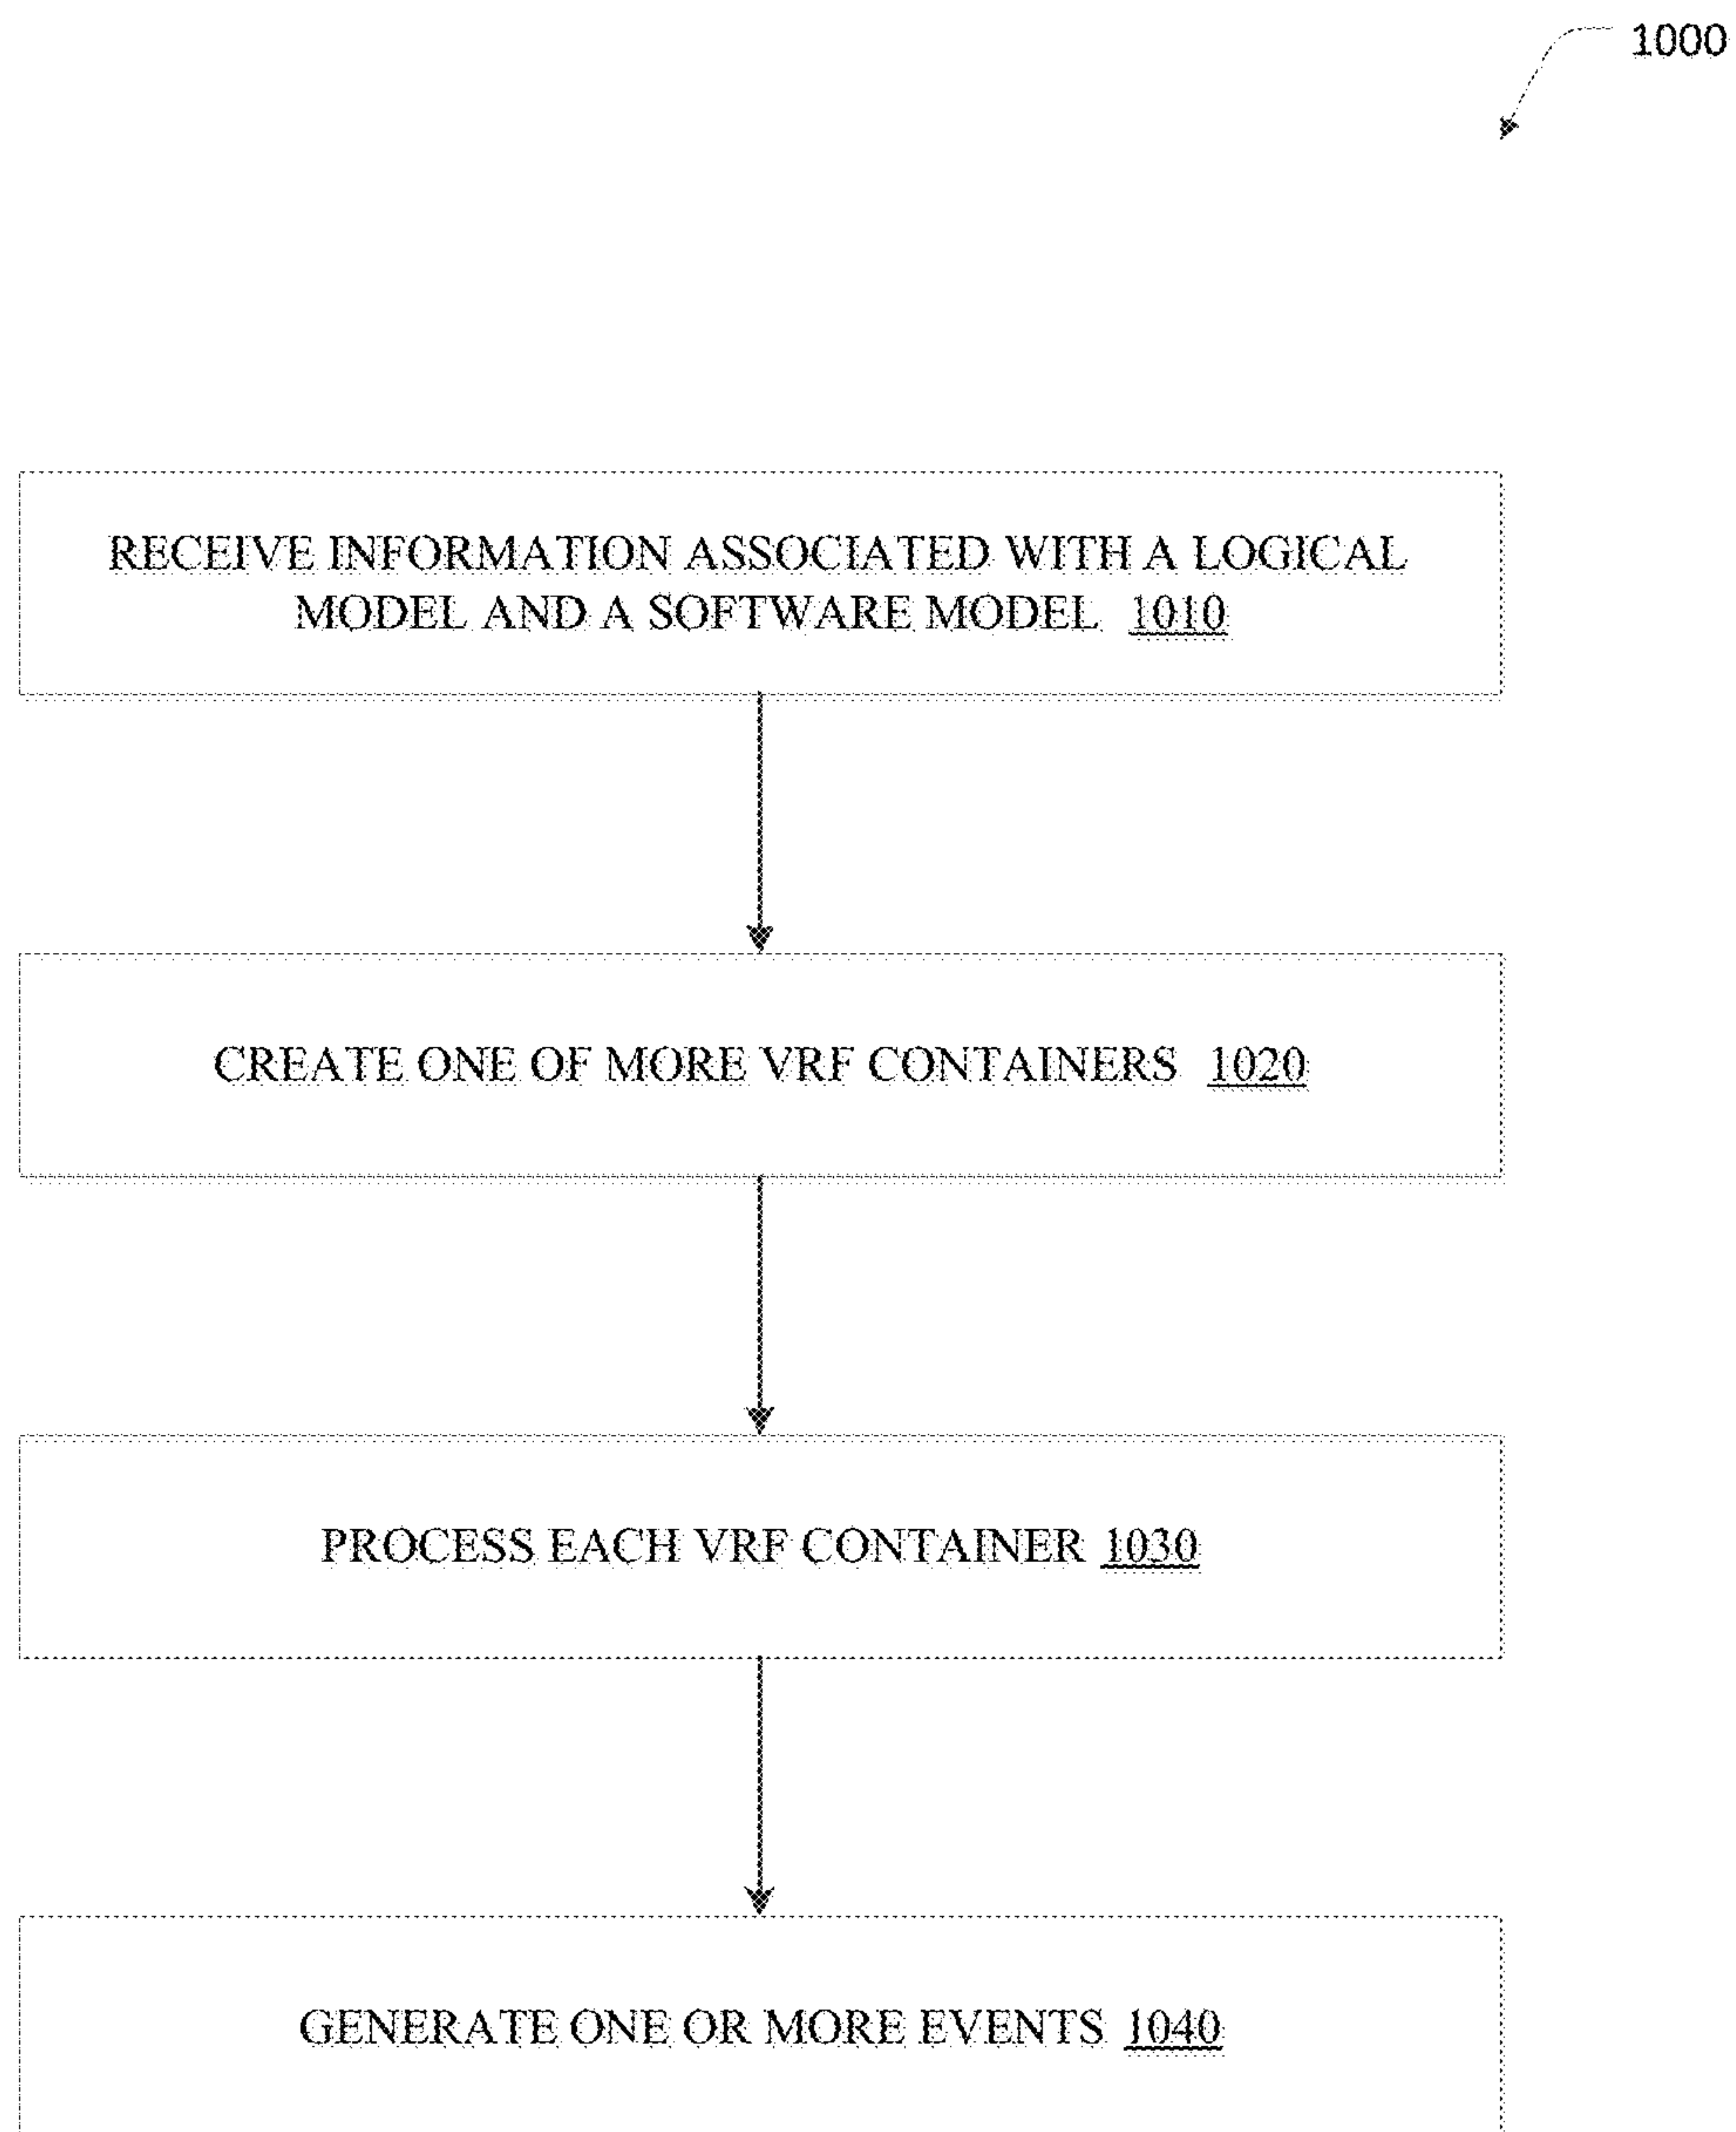 1000
RECEIVE INFORMATION ASSOCIATED WITH A LOGICAL
MODEL AND A SOFTWARE MODEL 1010
CREATE ONE OF MORE VRF CONTAINERS 1020
PROCESS EACH VRF CONTAINER 1030
GENERATE ONE OR MORE EVENTS 1040